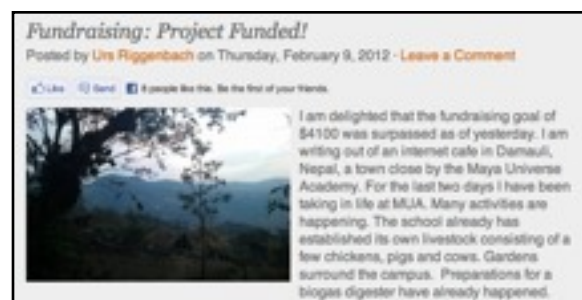 Fundraising: Project Funded!
Posted by Urs Riggenbach on Thursday, February 9, 2012 · Leave a Comment
Like Send 8 people like this. Be the first of your friends.
I am delighted that the fundraising goal of
$4100 was surpassed as of yesterday. I am
writing out of an internet cafe in Damauli,
Nepal, a town close by the Maya Universe
Academy. For the last two days I have been
taking in life at MUA. Many activities are
happening. The school already has
established its own livestock consisting of a
few chickens, pigs and cows. Gardens
surround the campus. Preparations for a
biogas digester have already happened.